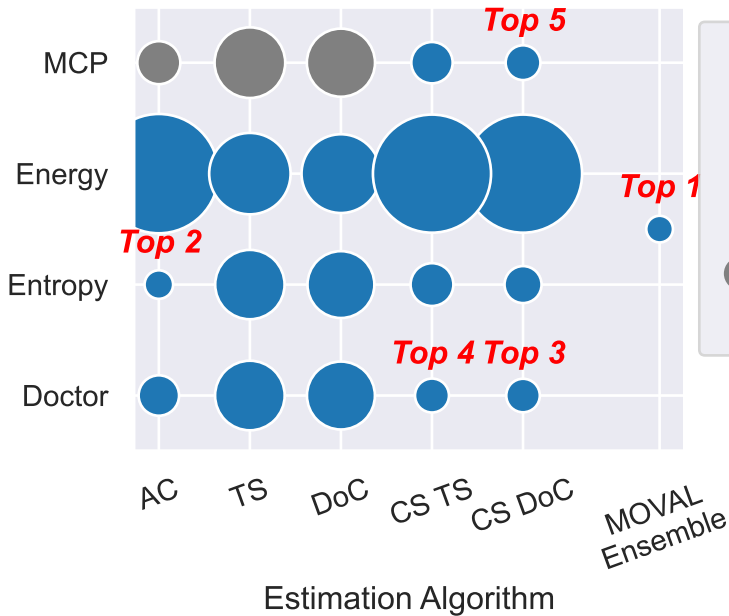 Top 5
MCP
Energy
Top 1
Top 2
Entropy
Top 4 Top 3
Doctor
AC TS DoC CS TS CS DoC MOVAL
Ensemble
Estimation Algorithm